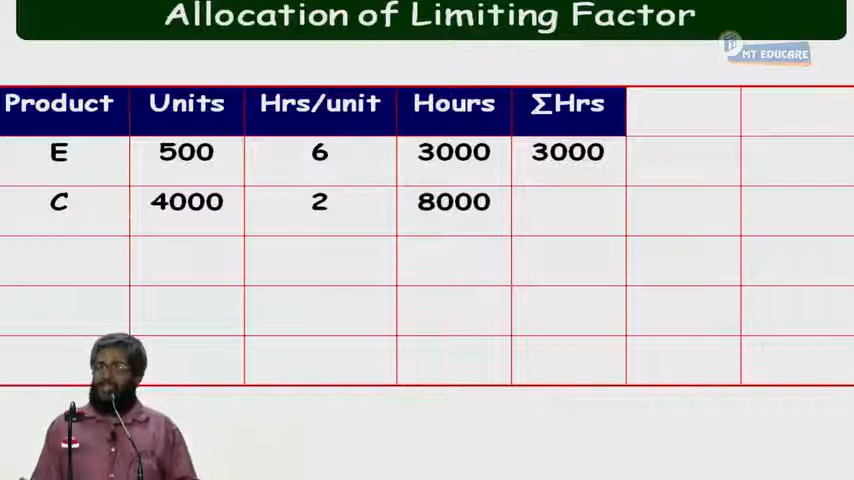 Allocation of Limiting Factor
MT EDUCARE
Product Units Hrs/unit Hours ΣHrs
E 500 6 3000 3000
C 4000 2 8000